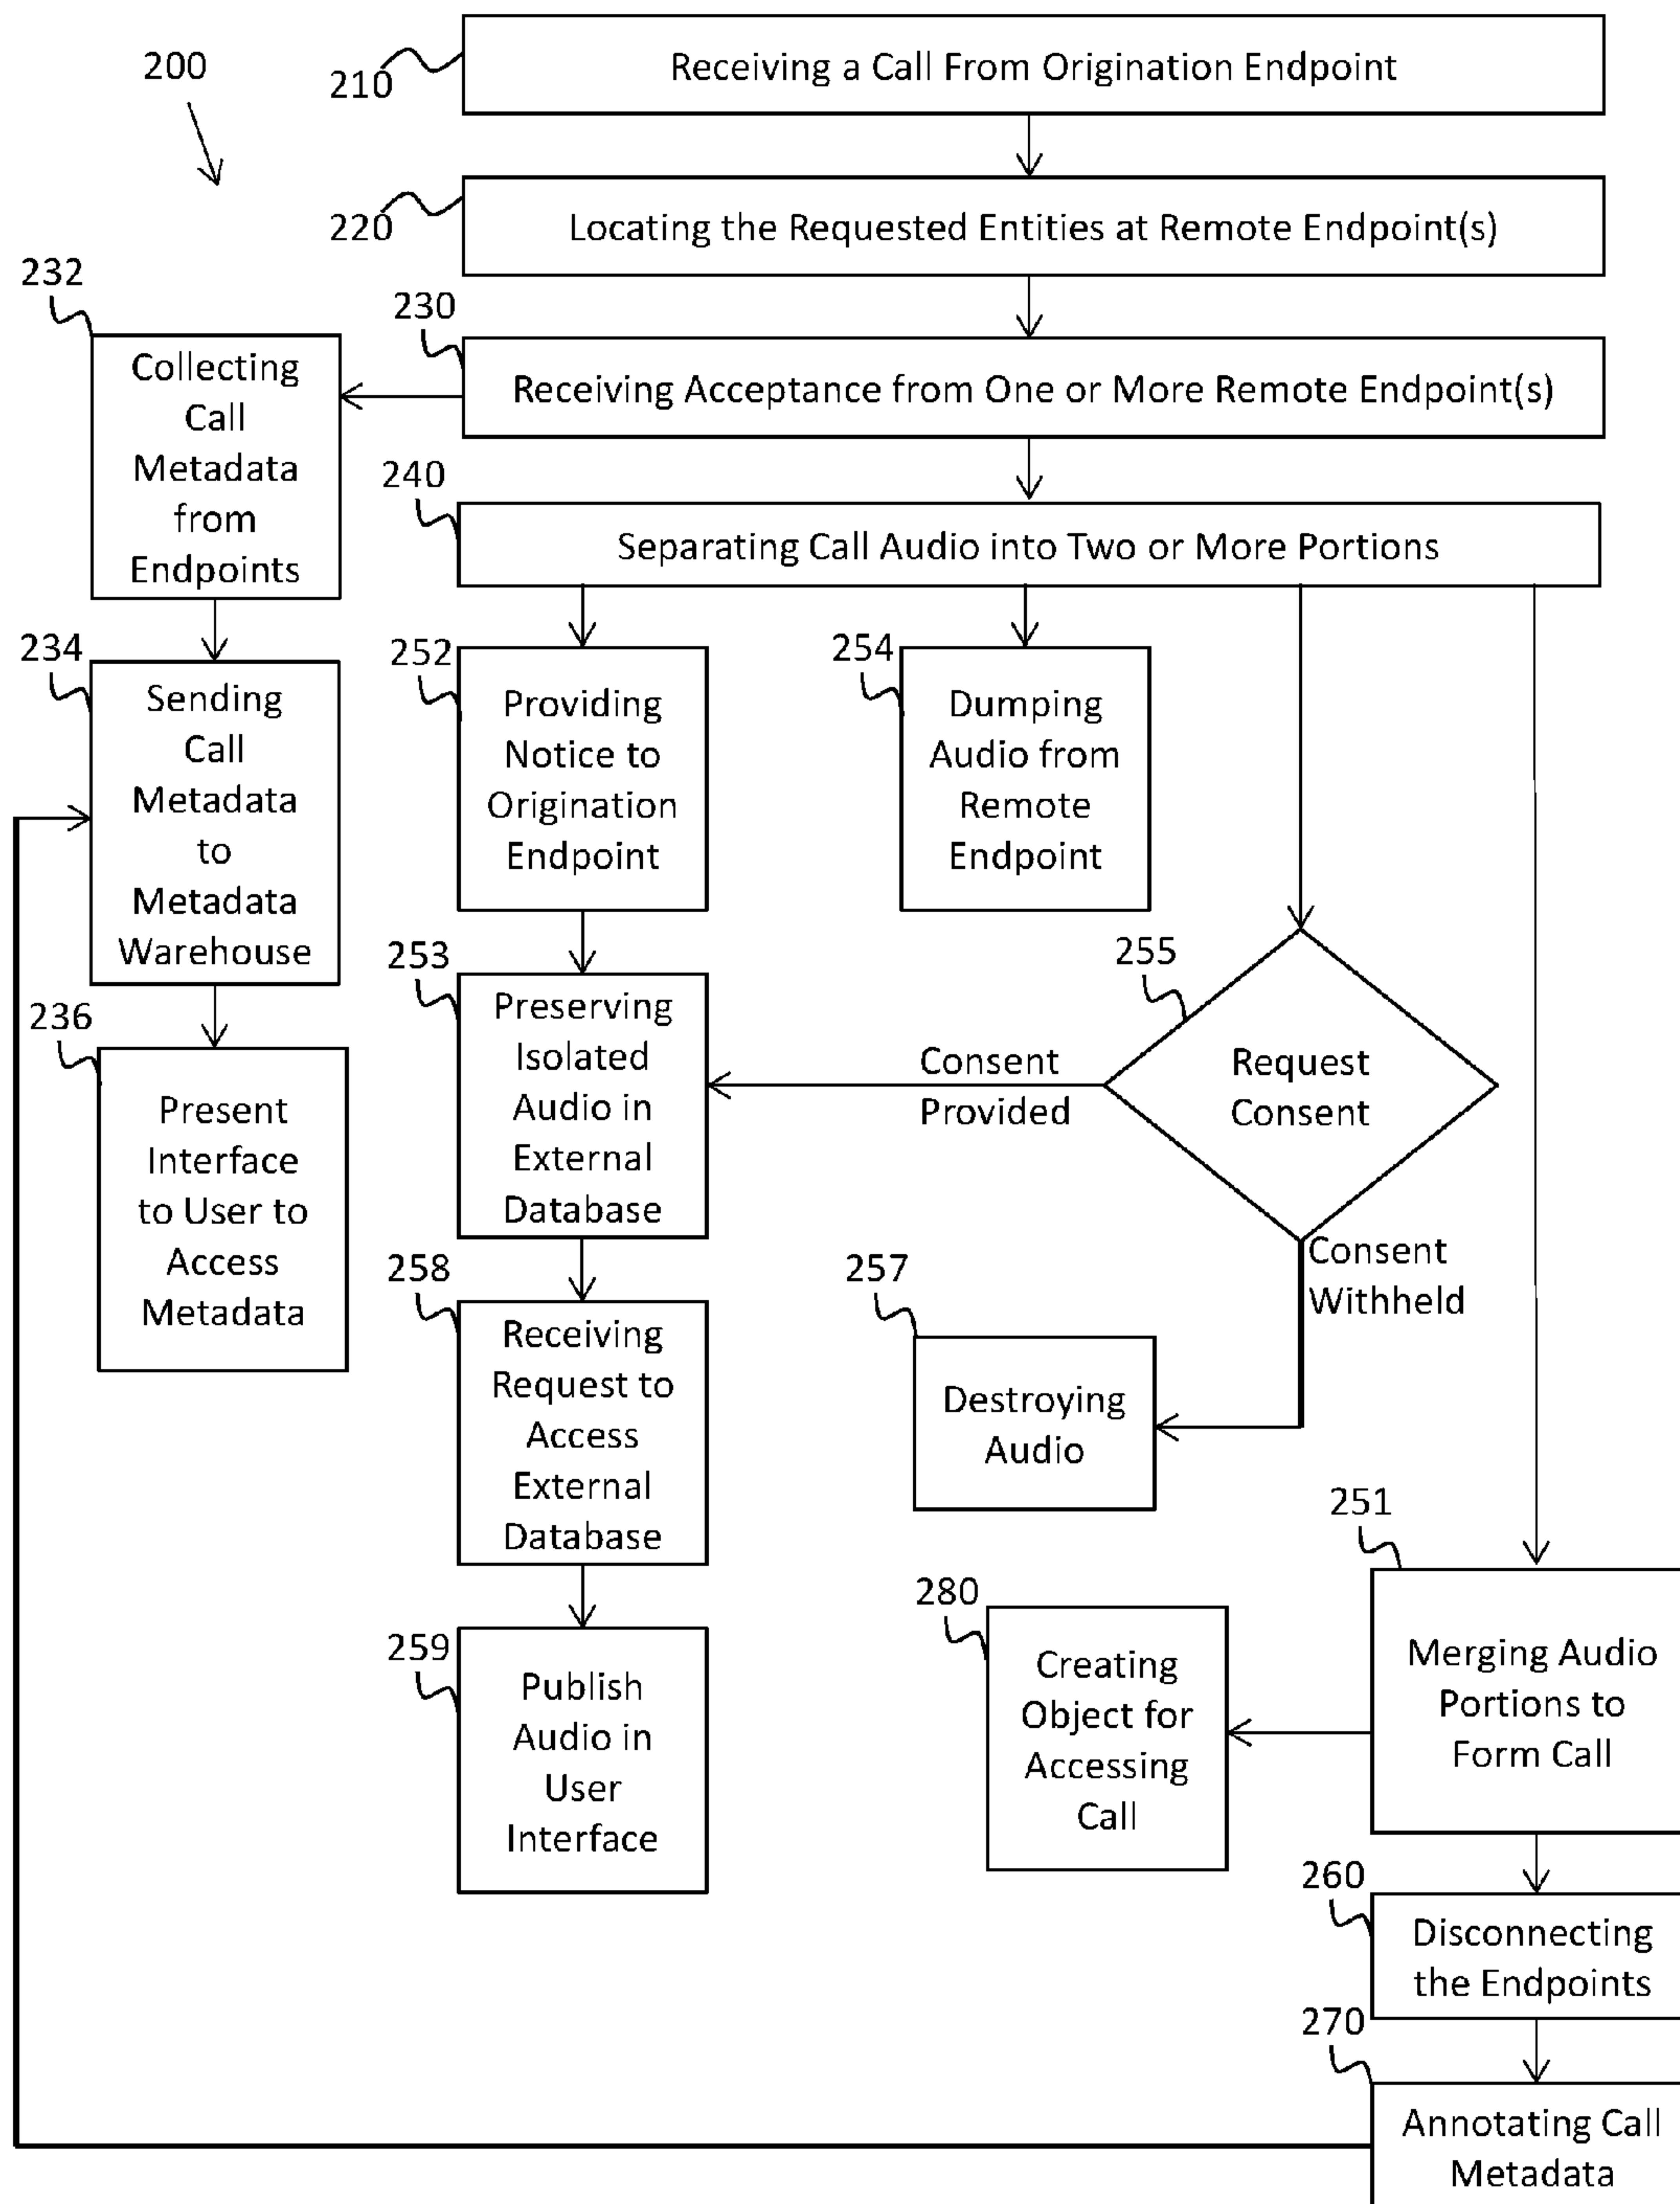 200
210
Receiving a Call From Origination Endpoint
220
Locating the Requested Entities at Remote Endpoint(s)
230
Receiving Acceptance from One or More Remote Endpoint(s)
232
Collecting
Call
Metadata
from
Endpoints
240
Separating Call Audio into Two or More Portions
234
Sending
Call
Metadata
to
Metadata
Warehouse
252
Providing
Notice to
Origination
Endpoint
254
Dumping
Audio from
Remote
Endpoint
236
Present
Interface
to User to
Access
Metadata
253
Preserving
Isolated
Audio in
External
Database
255
Request
Consent
Consent
Provided
Consent
Withheld
257
Destroying
Audio
258
Receiving
Request to
Access
External
Database
259
Publish
Audio in
User
Interface
251
Merging Audio
Portions to
Form Call
280
Creating
Object for
Accessing
Call
260
Disconnecting
the Endpoints
270
Annotating Call
Metadata